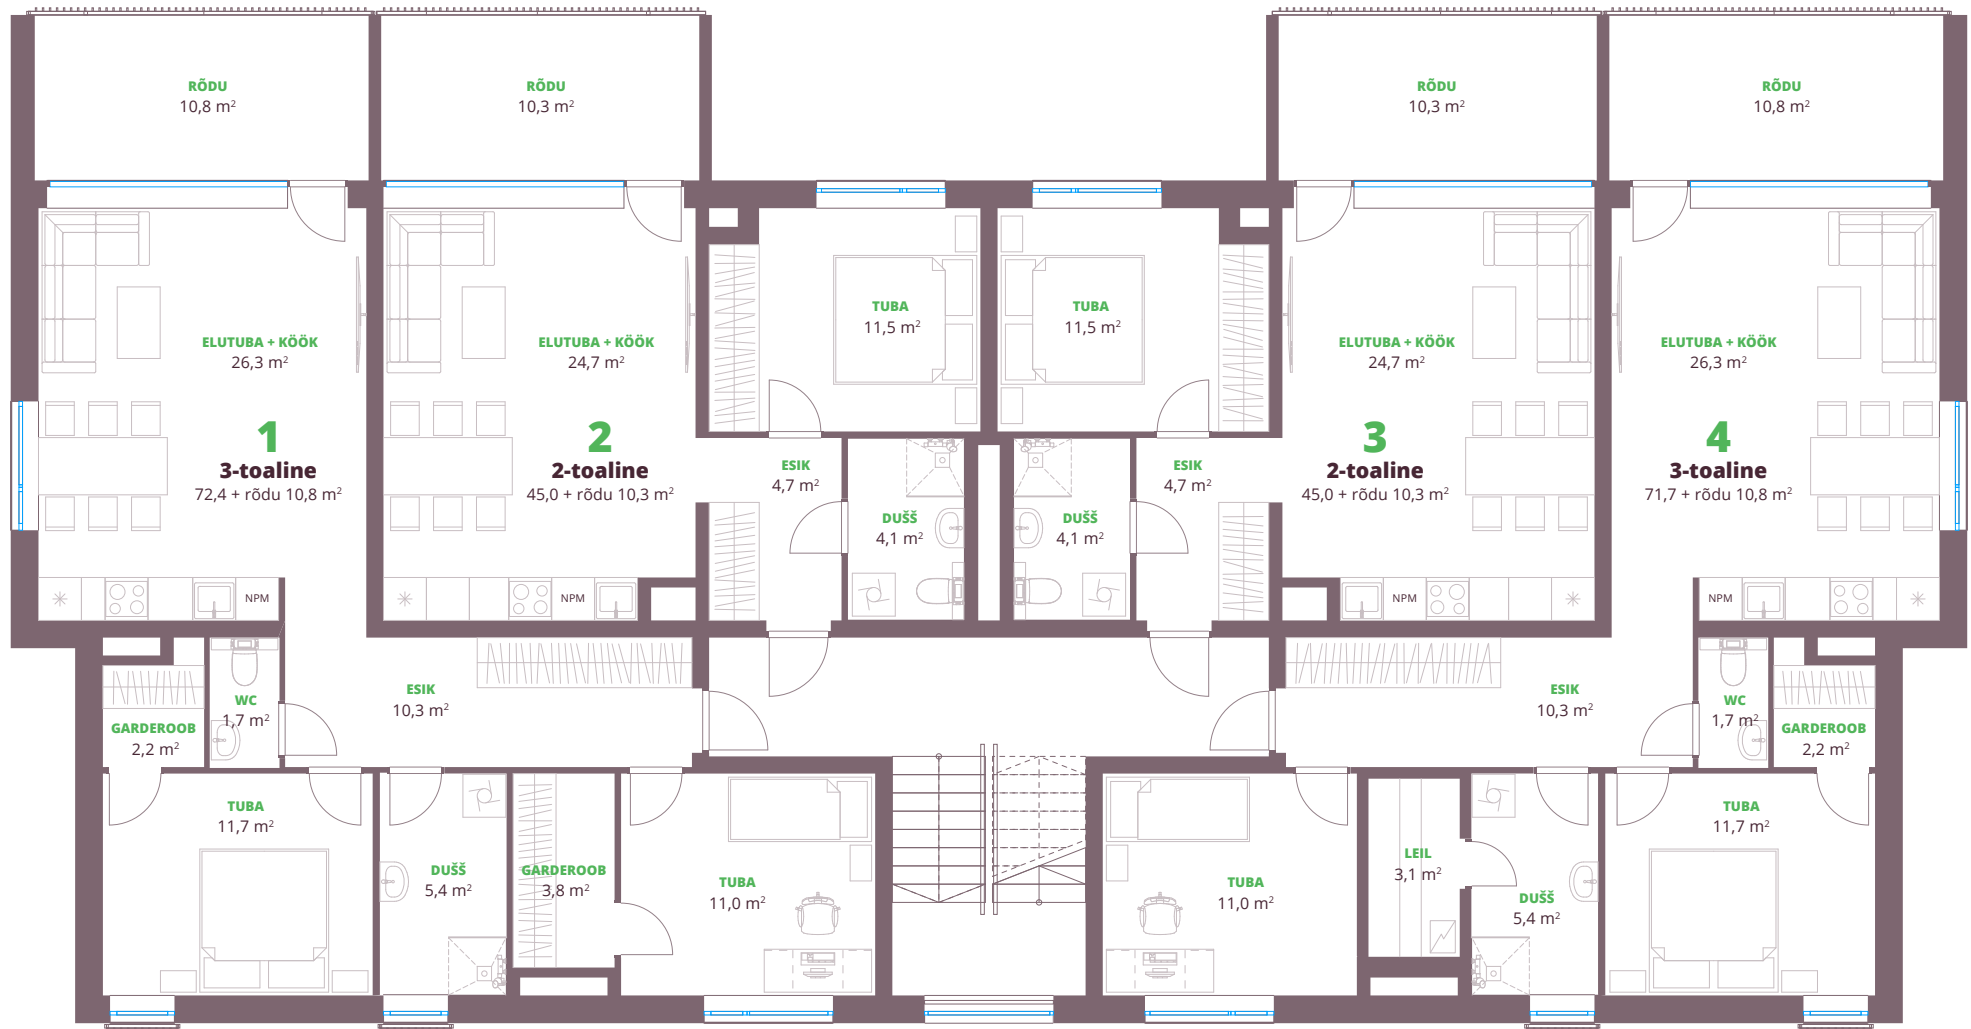 RÕDU
10,8 m²
RÕDU
10,3 m²
RÕDU
10,3 m²
RÕDU
10,8 m²
ELUTUBA + KÖÖK
26,3 m²
1
3-toaline
72,4 + rõdu 10,8 m²
NPM
ELUTUBA + KÖÖK
24,7 m²
2
2-toaline
45,0 + rõdu 10,3 m²
NPM
TUBA
11,5 m²
ESIK
4,7 m²
DUŠŠ
4,1 m²
TUBA
11,5 m²
ESIK
4,7 m²
DUŠŠ
4,1 m²
ELUTUBA + KÖÖK
24,7 m²
3
2-toaline
45,0 + rõdu 10,3 m²
NPM
ELUTUBA + KÖÖK
26,3 m²
4
3-toaline
71,7 + rõdu 10,8 m²
NPM
GARDEROOB
2,2 m²
WC
1,7 m²
ESIK
10,3 m²
ESIK
10,3 m²
WC
1,7 m²
GARDEROOB
2,2 m²
TUBA
11,7 m²
DUŠŠ
5,4 m²
GARDEROOB
3,8 m²
TUBA
11,0 m²
TUBA
11,0 m²
LEIL
3,1 m²
DUŠŠ
5,4 m²
TUBA
11,7 m²